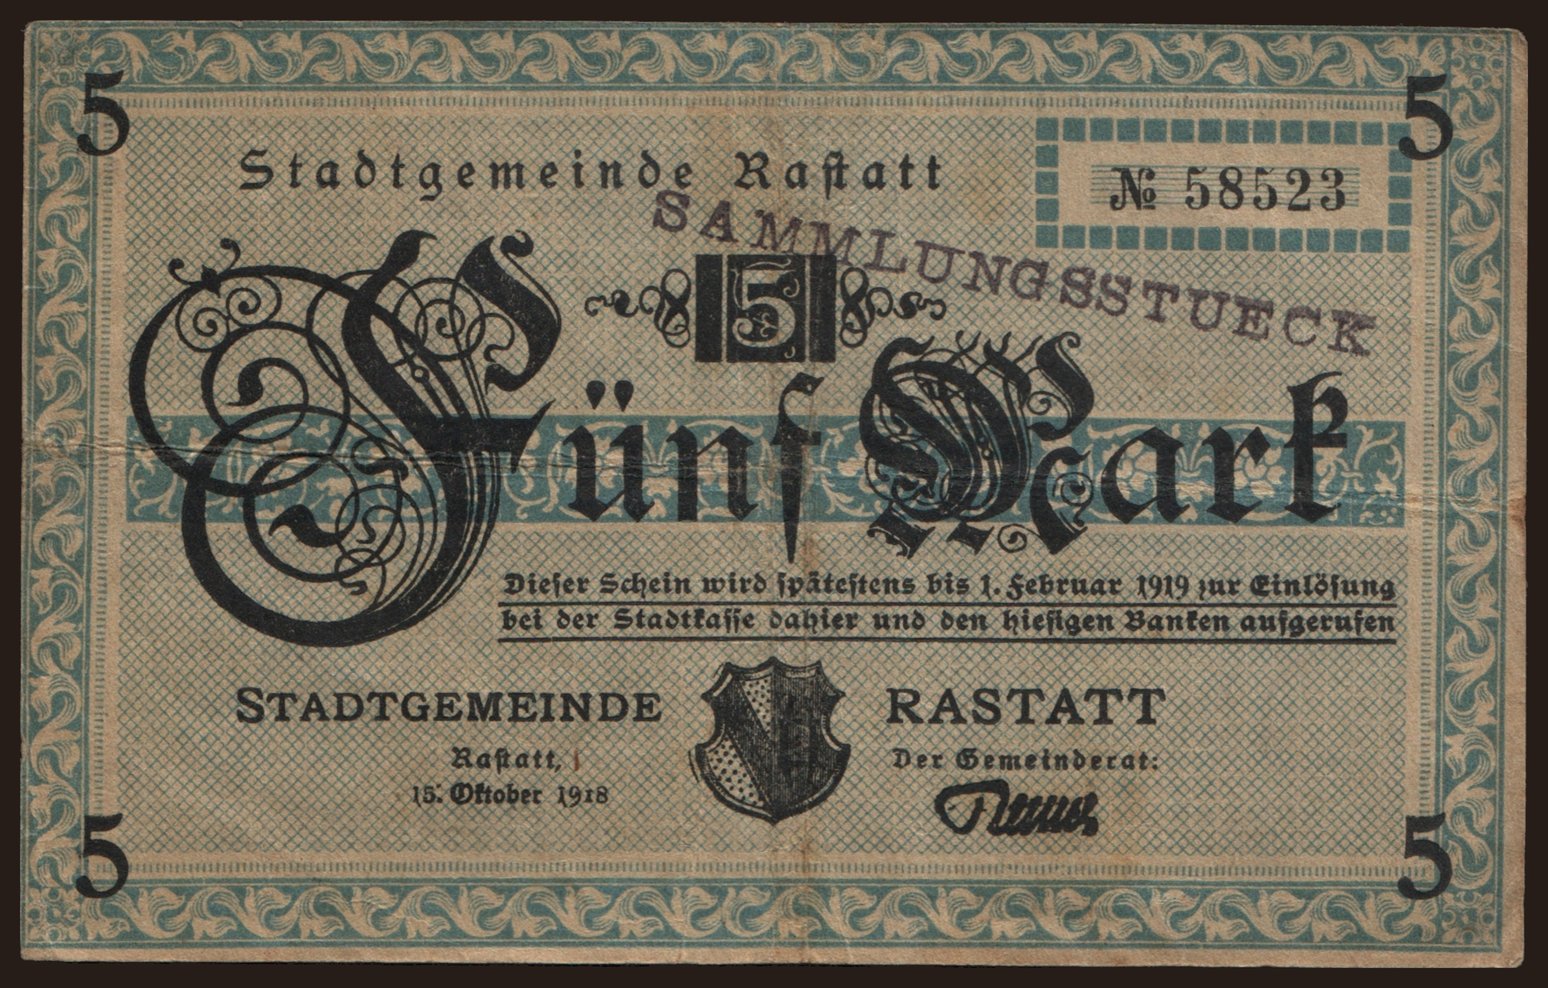 5 5
Stadtgemeinde Rastatt
№ 58523
SAMMLUNGSSTUECK
5
Fünf Mark
Dieser Schein wird spätestens bis 1. Februar 1919 zur Einlösung
bei der Stadtkasse dahier und den hiesigen Banken aufgerufen
STADTGEMEINDE RASTATT
Rastatt,
15. Oktober 1918
Der Gemeinderat:
5 5